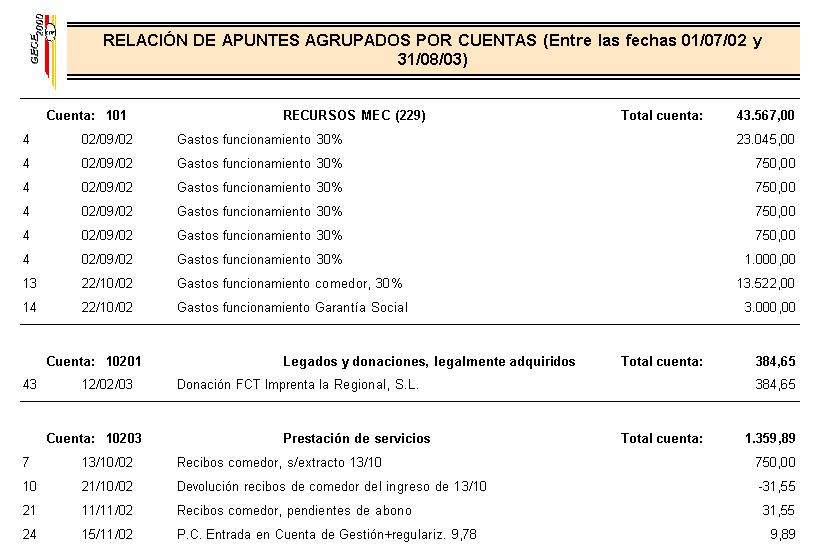 GECE 2000
RELACIÓN DE APUNTES AGRUPADOS POR CUENTAS (Entre las fechas 01/07/02 y
31/08/03)
Cuenta: 101 RECURSOS MEC (229) Total cuenta: 43.567,00
4 02/09/02 Gastos funcionamiento 30% 23.045,00
4 02/09/02 Gastos funcionamiento 30% 750,00
4 02/09/02 Gastos funcionamiento 30% 750,00
4 02/09/02 Gastos funcionamiento 30% 750,00
4 02/09/02 Gastos funcionamiento 30% 750,00
4 02/09/02 Gastos funcionamiento 30% 1.000,00
13 22/10/02 Gastos funcionamiento comedor, 30% 13.522,00
14 22/10/02 Gastos funcionamiento Garantía Social 3.000,00
Cuenta: 10201 Legados y donaciones, legalmente adquiridos Total cuenta: 384,65
43 12/02/03 Donación FCT Imprenta la Regional, S.L. 384,65
Cuenta: 10203 Prestación de servicios Total cuenta: 1.359,89
7 13/10/02 Recibos comedor, s/extracto 13/10 750,00
10 21/10/02 Devolución recibos de comedor del ingreso de 13/10 -31,55
21 11/11/02 Recibos comedor, pendientes de abono 31,55
24 15/11/02 P.C. Entrada en Cuenta de Gestión+regulariz. 9,78 9,89